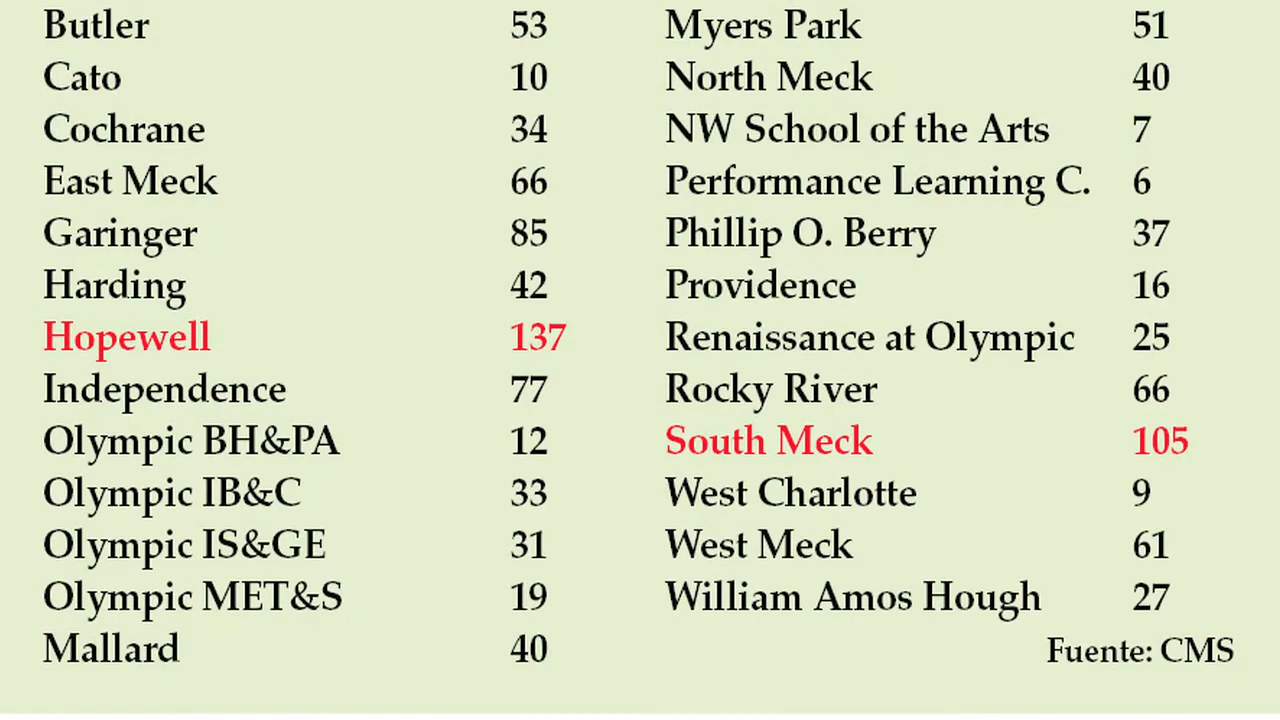 Butler 53
Cato 10
Cochrane 34
East Meck 66
Garinger 85
Harding 42
Hopewell 137
Independence 77
Olympic BH&PA 12
Olympic IB&C 33
Olympic IS&GE 31
Olympic MET&S 19
Mallard 40
Myers Park 51
North Meck 40
NW School of the Arts 7
Performance Learning C. 6
Phillip O. Berry 37
Providence 16
Renaissance at Olympic 25
Rocky River 66
South Meck 105
West Charlotte 9
West Meck 61
William Amos Hough 27
Fuente: CMS